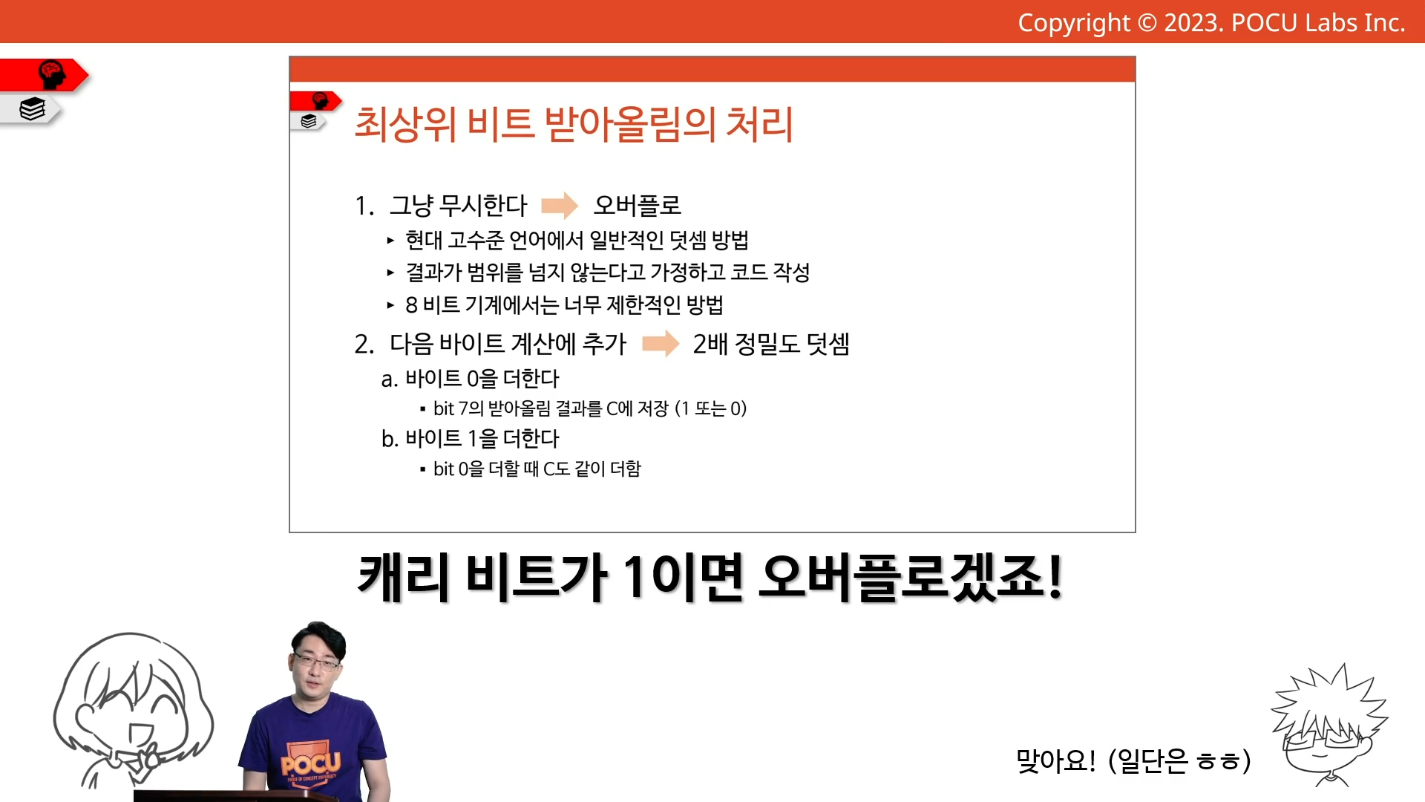 Copyright © 2023. POCU Labs Inc.
최상위 비트 받아올림의 처리
1. 그냥 무시한다 ➡ 오버플로
▸ 현대 고수준 언어에서 일반적인 덧셈 방법
▸ 결과가 범위를 넘지 않는다고 가정하고 코드 작성
▸ 8 비트 기계에서는 너무 제한적인 방법
2. 다음 바이트 계산에 추가 ➡ 2배 정밀도 덧셈
a. 바이트 0을 더한다
▪ bit 7의 받아올림 결과를 C에 저장 (1 또는 0)
b. 바이트 1을 더한다
▪ bit 0을 더할 때 C도 같이 더함
캐리 비트가 1이면 오버플로겠죠!
POCU
맞아요! (일단은 ㅎㅎ)